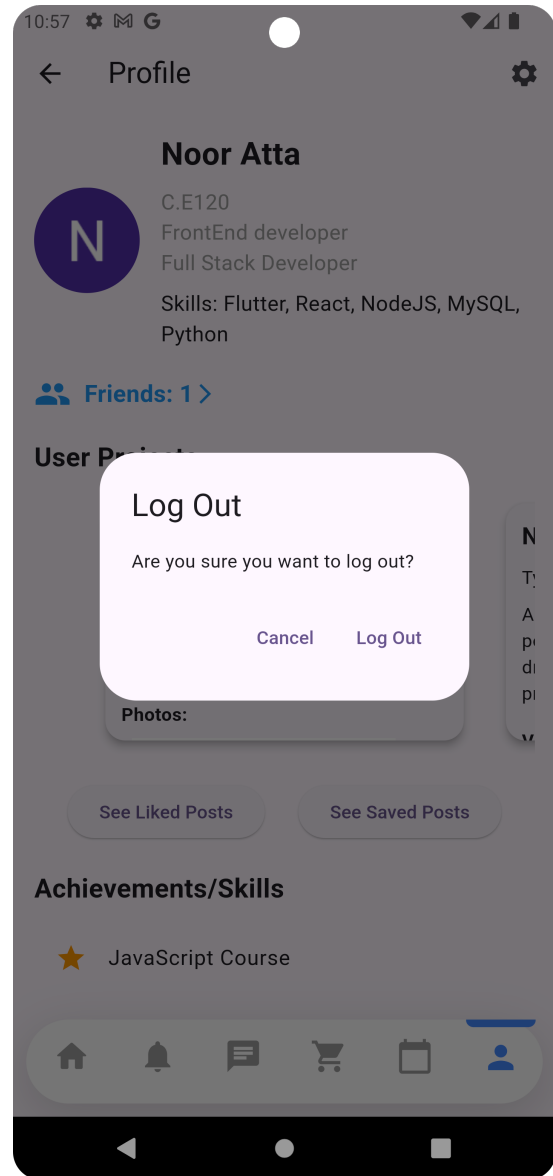 10:57
Profile
Noor Atta
N
C.E120
FrontEnd developer
Full Stack Developer
Skills: Flutter, React, NodeJS, MySQL,
Python
Friends: 1
User
Log Out
Are you sure you want to log out?
Cancel
Log Out
Photos:
See Liked Posts
See Saved Posts
Achievements/Skills
JavaScript Course